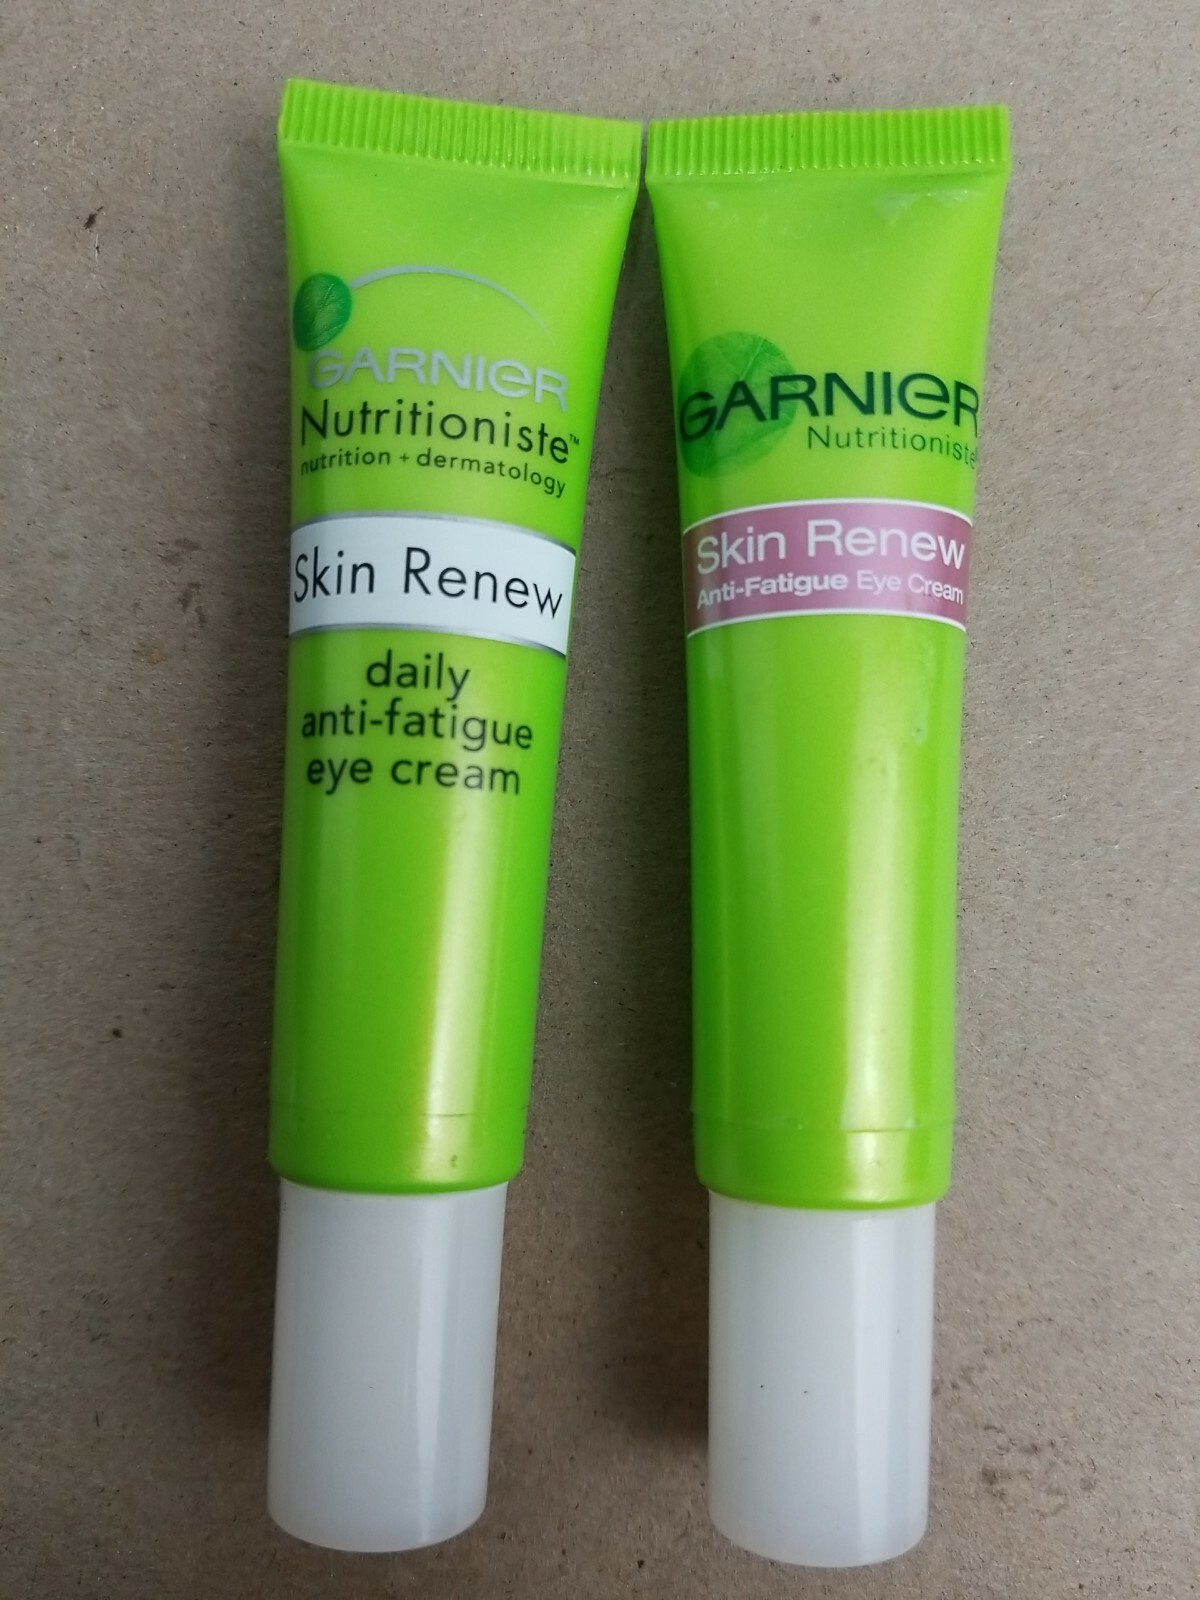 GARNIER
Nutritioniste™
nutrition + dermatology
Skin Renew
daily
anti-fatigue
eye cream
GARNIER
Nutritioniste
Skin Renew
Anti-Fatigue Eye Cream